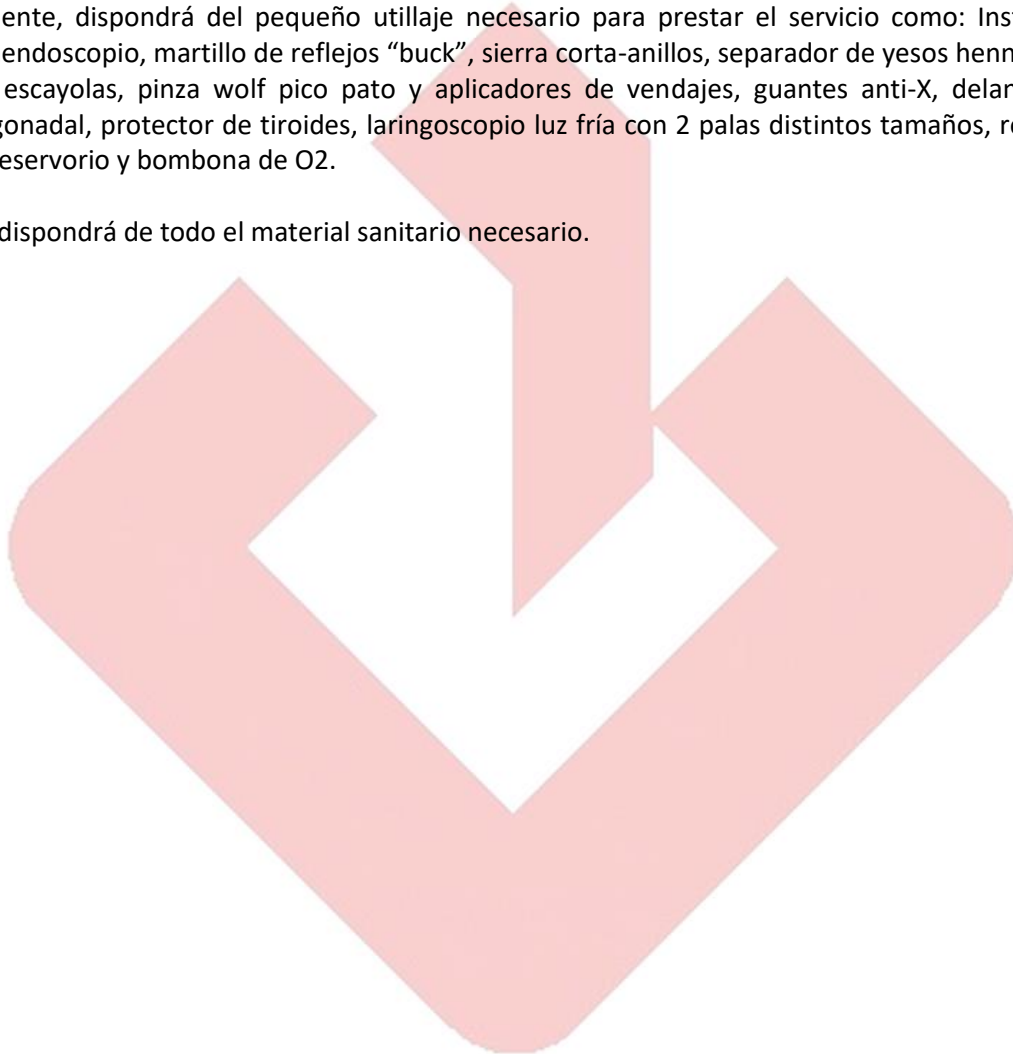 ente, dispondrá del pequeño utillaje necesario para prestar el servicio como: Inst
endoscopio, martillo de reflejos “buck”, sierra corta-anillos, separador de yesos henn
escayolas, pinza wolf pico pato y aplicadores de vendajes, guantes anti-X, delan
gonadal, protector de tiroides, laringoscopio luz fría con 2 palas distintos tamaños, re
eservorio y bombona de O2.
dispondrá de todo el material sanitario necesario.